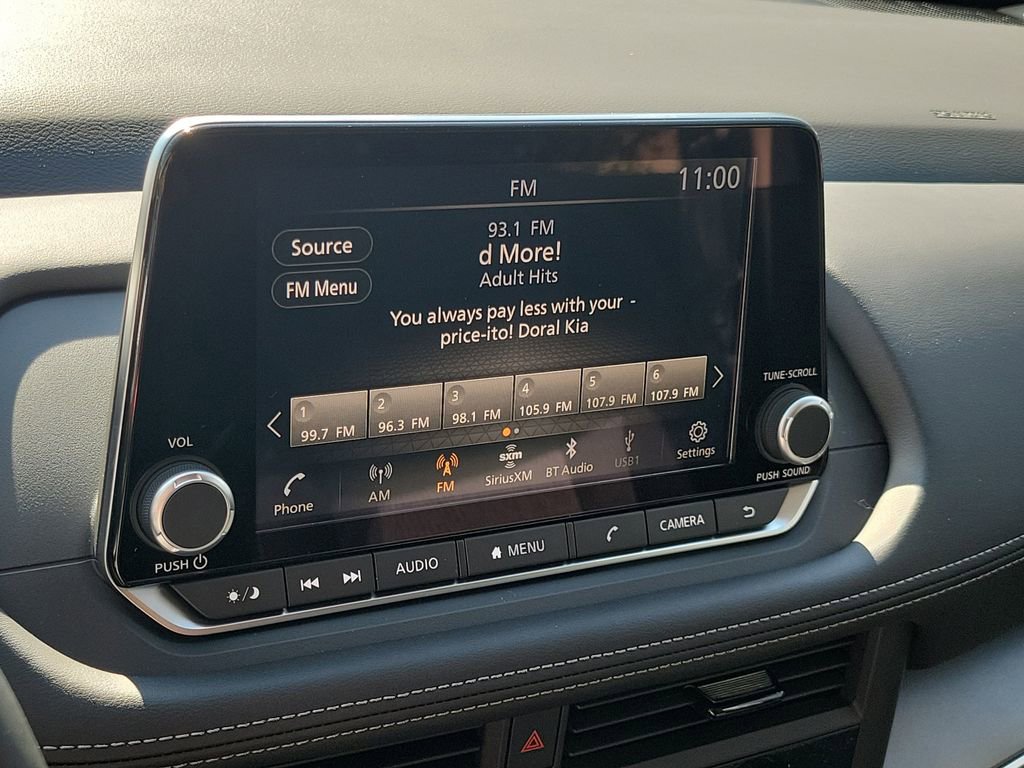 FM
11:00
Source
FM Menu
93.1 FM
d More!
Adult Hits
You always pay less with your -
price-ito! Doral Kia
1
99.7 FM
2
96.3 FM
3
98.1 FM
4
105.9 FM
5
107.9 FM
6
107.9 FM
VOL
PUSH
TUNE-SCROLL
PUSH SOUND
Phone
AM
FM
sxm
SiriusXM
BT Audio
USB1
Settings
AUDIO
MENU
CAMERA